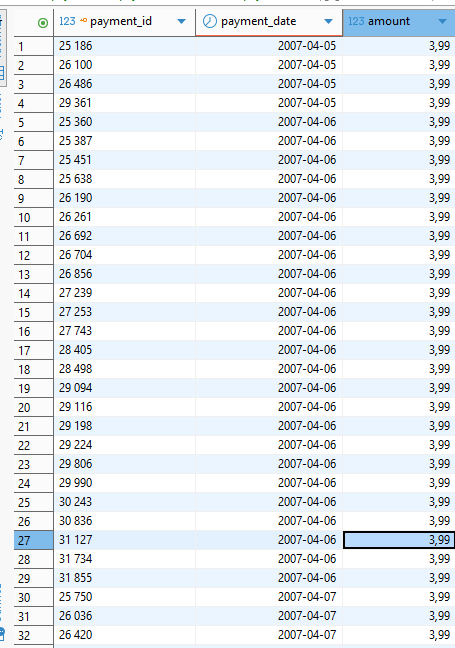 123 payment_id payment_date 123 amount
1 25 186 2007-04-05 3,99
2 26 100 2007-04-05 3,99
3 26 486 2007-04-05 3,99
4 29 361 2007-04-05 3,99
5 25 360 2007-04-06 3,99
6 25 387 2007-04-06 3,99
7 25 451 2007-04-06 3,99
8 25 638 2007-04-06 3,99
9 26 190 2007-04-06 3,99
10 26 261 2007-04-06 3,99
11 26 692 2007-04-06 3,99
12 26 704 2007-04-06 3,99
13 26 856 2007-04-06 3,99
14 27 239 2007-04-06 3,99
15 27 253 2007-04-06 3,99
16 27 743 2007-04-06 3,99
17 28 405 2007-04-06 3,99
18 28 498 2007-04-06 3,99
19 29 094 2007-04-06 3,99
20 29 116 2007-04-06 3,99
21 29 198 2007-04-06 3,99
22 29 224 2007-04-06 3,99
23 29 806 2007-04-06 3,99
24 29 990 2007-04-06 3,99
25 30 243 2007-04-06 3,99
26 30 836 2007-04-06 3,99
27 31 127 2007-04-06 3,99
28 31 734 2007-04-06 3,99
29 31 855 2007-04-06 3,99
30 25 750 2007-04-07 3,99
31 26 036 2007-04-07 3,99
32 26 420 2007-04-07 3,99